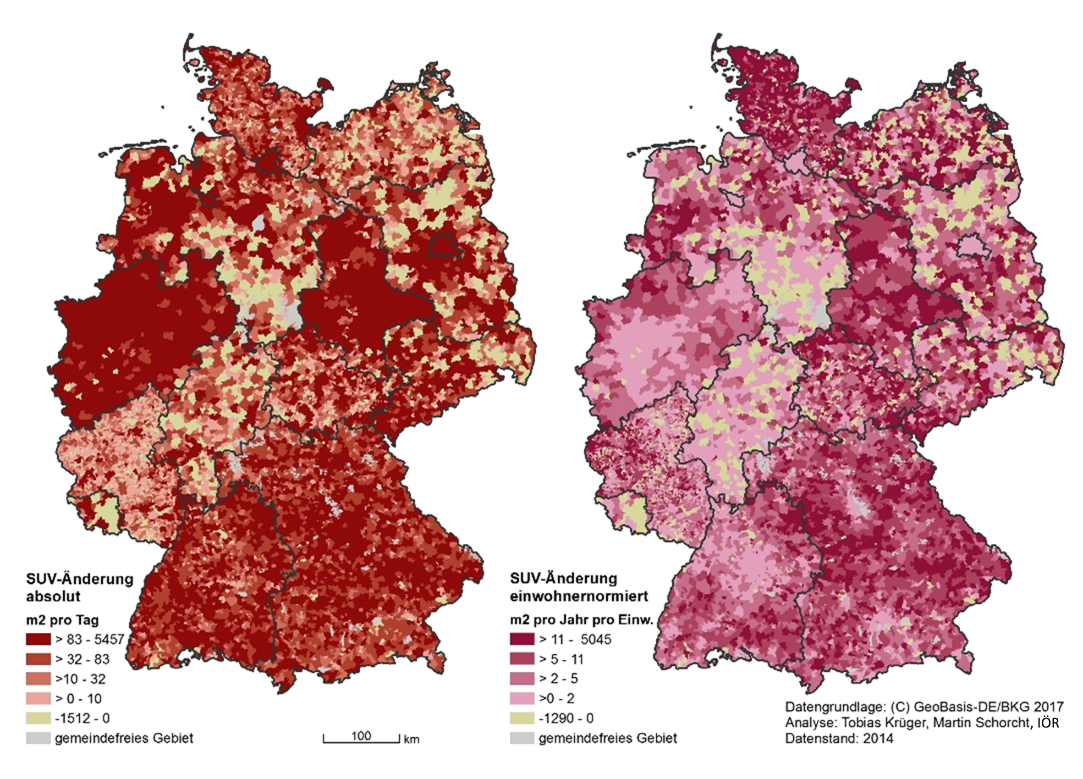 SUV-Änderung
absolut
m2 pro Tag
> 83 - 5457
> 32 - 83
>10 - 32
> 0 - 10
-1512 - 0
gemeindefreies Gebiet
100 km
SUV-Änderung
einwohnernormiert
m2 pro Jahr pro Einw.
> 11 - 5045
> 5 - 11
> 2 - 5
>0 - 2
-1290 - 0
gemeindefreies Gebiet
Datengrundlage: (C) GeoBasis-DE/BKG 2017
Analyse: Tobias Krüger, Martin Schorcht, IÖR
Datenstand: 2014